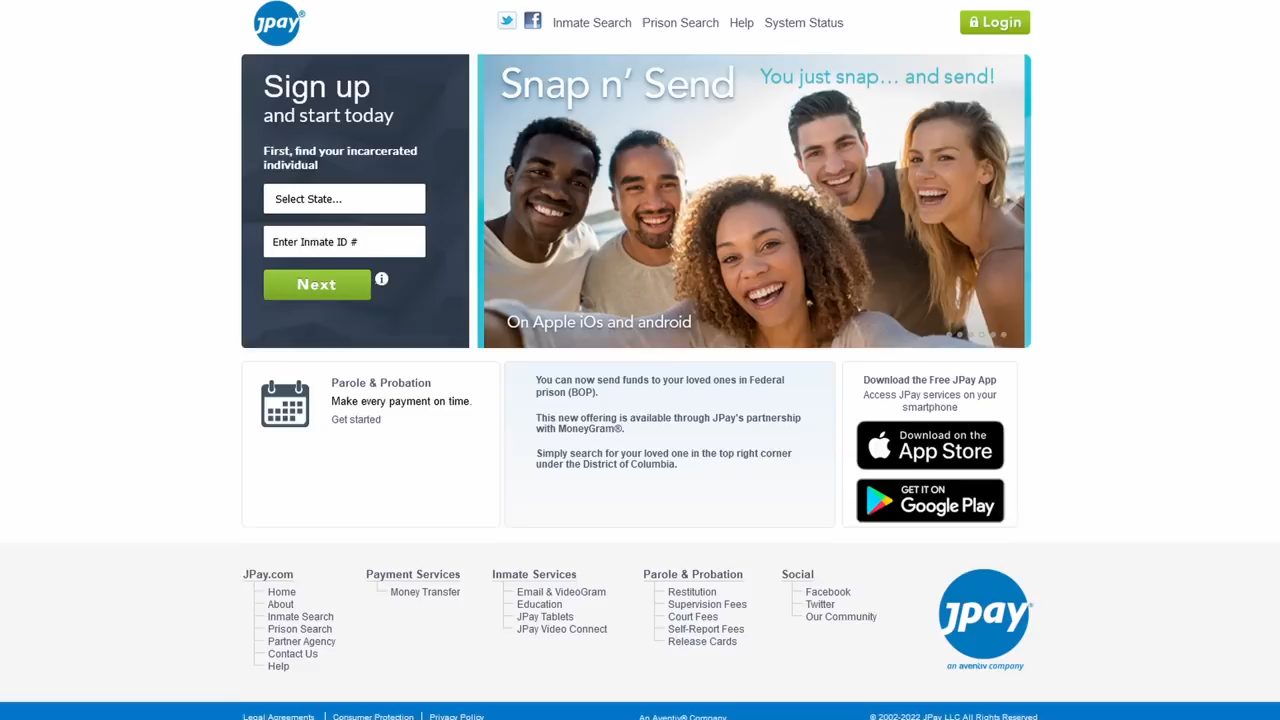 jpay®
Inmate Search
Prison Search
Help
System Status
Login
Sign up
and start today
First, find your incarcerated
individual
Select State...
Enter Inmate ID #
Next
Snap n' Send
You just snap... and send!
On Apple iOs and android
Parole & Probation
Make every payment on time.
Get started
You can now send funds to your loved ones in Federal
prison (BOP).
This new offering is available through JPay's partnership
with MoneyGram®.
Simply search for your loved one in the top right corner
under the District of Columbia.
Download the Free JPay App
Access JPay services on your
smartphone
Download on the
App Store
GET IT ON
Google Play
JPay.com
Home
About
Inmate Search
Prison Search
Partner Agency
Contact Us
Help
Payment Services
Money Transfer
Inmate Services
Email & VideoGram
Education
JPay Tablets
JPay Video Connect
Parole & Probation
Restitution
Supervision Fees
Court Fees
Self-Report Fees
Release Cards
Social
Facebook
Twitter
Our Community
jpay®
an aventiv company
Legal Agreements | Consumer Protection | Privacy Policy
An Aventiv® Company
© 2002-2022 JPay LLC All Rights Reserved